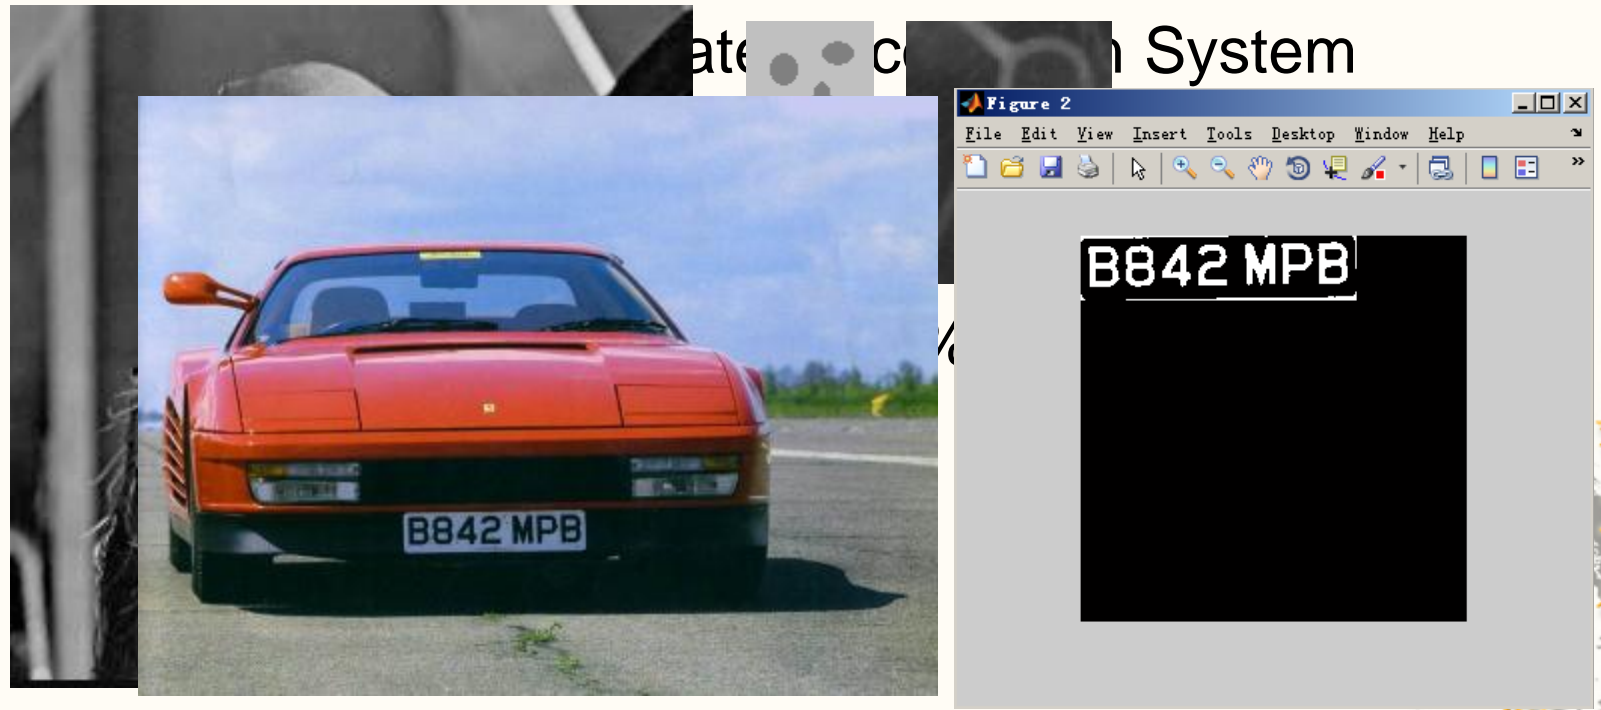 System
Figure 2
File Edit View Insert Tools Desktop Window Help
B842 MPB
%
B842 MPB